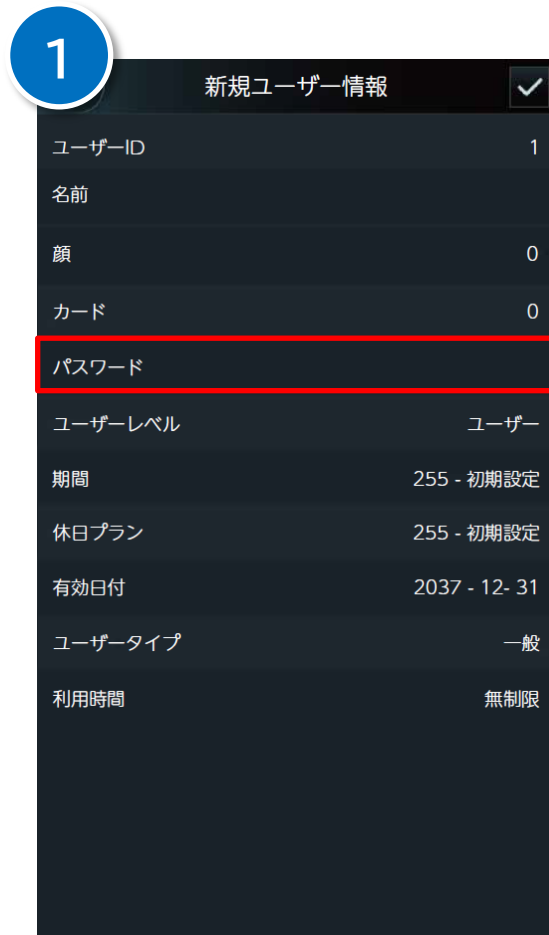 1
新規ユーザー情報
ユーザーID 1
名前
顔 0
カード 0
パスワード
ユーザーレベル ユーザー
期間 255 - 初期設定
休日プラン 255 - 初期設定
有効日付 2037 - 12- 31
ユーザータイプ 一般
利用時間 無制限